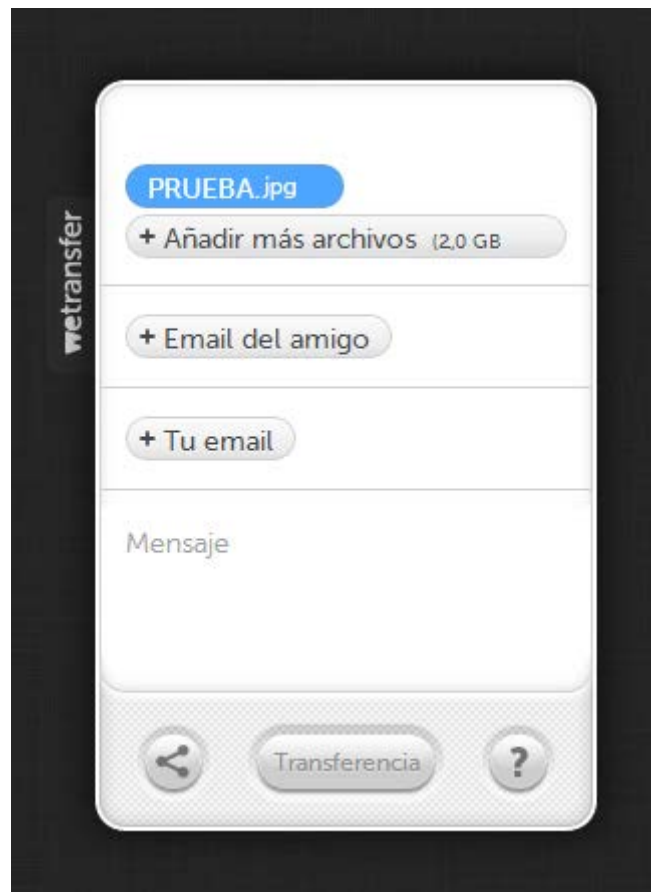 wetransfer
PRUEBA.jpg
+ Añadir más archivos (2,0 GB
+ Email del amigo
+ Tu email
Mensaje
Transferencia
?